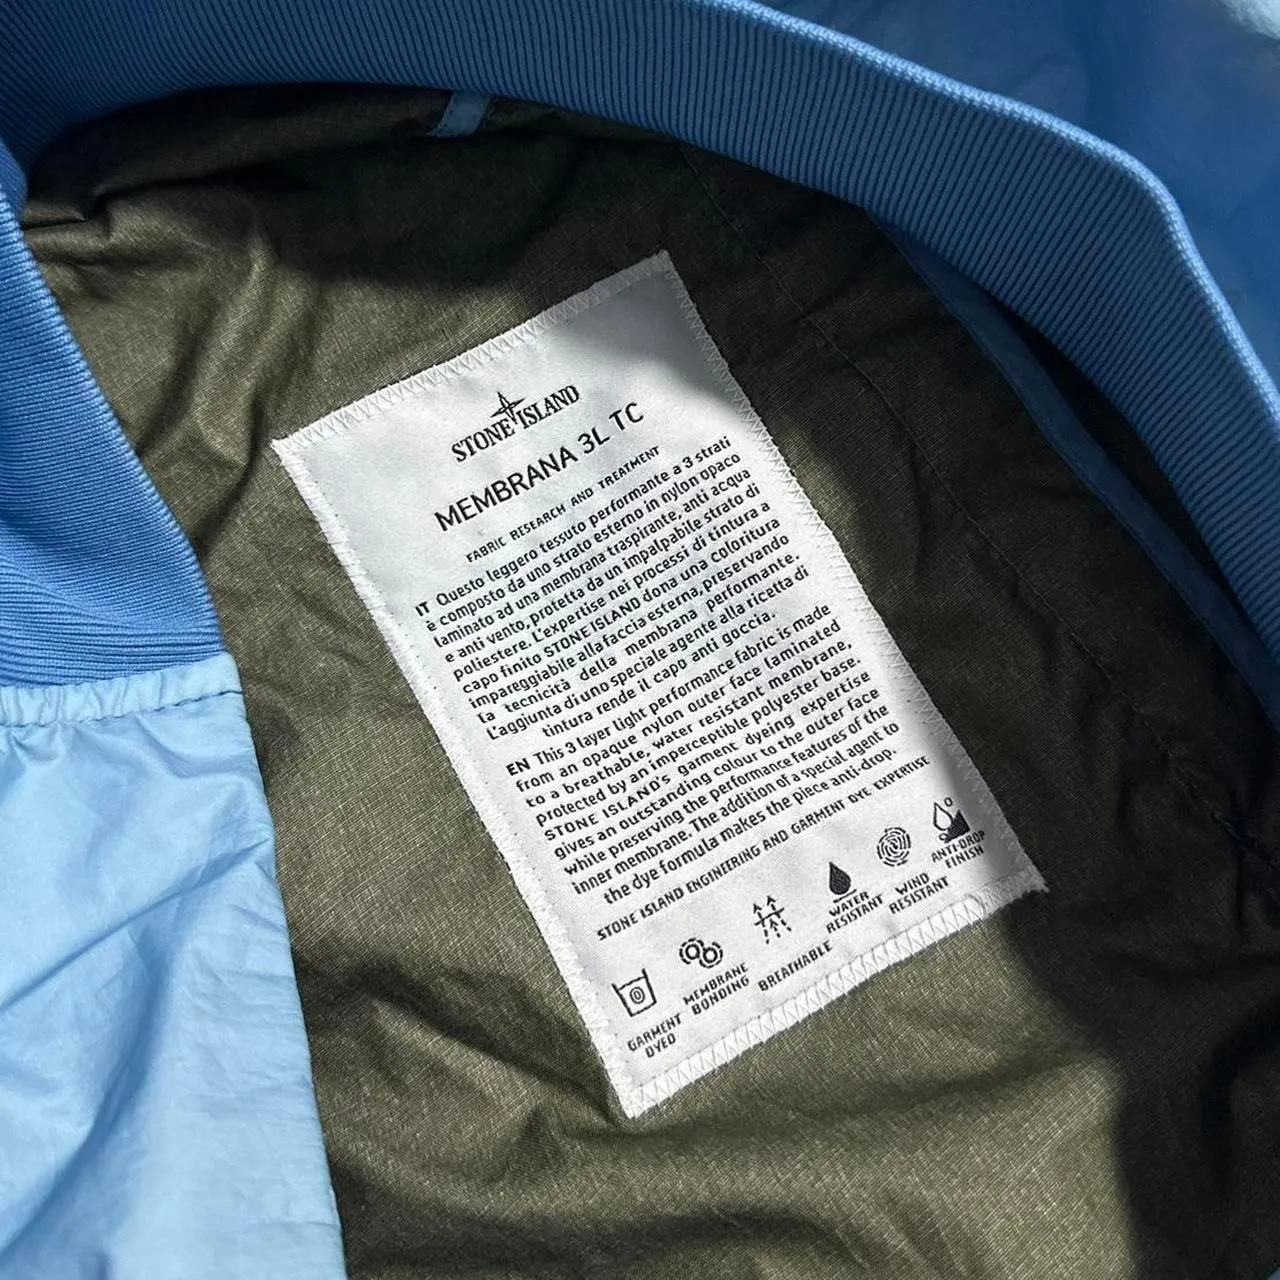 STONE ISLAND
MEMBRANA 3L TC
FABRIC RESEARCH AND TREATMENT
IT Questo leggero tessuto performante a 3 strati
è composto da uno strato esterno in nylon opaco
laminato ad una membrana traspirante, anti acqua
e anti vento, protetta da un impalpabile strato di
poliestere. L'expertise nei processi di tintura a
capo finito STONE ISLAND dona una coloritura
impareggiabile alla faccia esterna, preservando
la tecnicità della membrana performante.
L'aggiunta di uno speciale agente alla ricetta di
tintura rende il capo anti goccia.
EN This 3 layer light performance fabric is made
from an opaque nylon outer face laminated
to a breathable, water resistant membrane,
protected by an imperceptible polyester base.
STONE ISLAND's garment dyeing expertise
gives an outstanding colour to the outer face
while preserving the performance features of the
inner membrane. The addition of a special agent to
the dye formula makes the piece anti-drop.
STONE ISLAND ENGINEERING AND GARMENT DYE EXPERTISE
GARMENT
DYED
MEMBRANE
BONDING
BREATHABLE
WATER
RESISTANT
WIND
RESISTANT
ANTI-DROP
FINISH